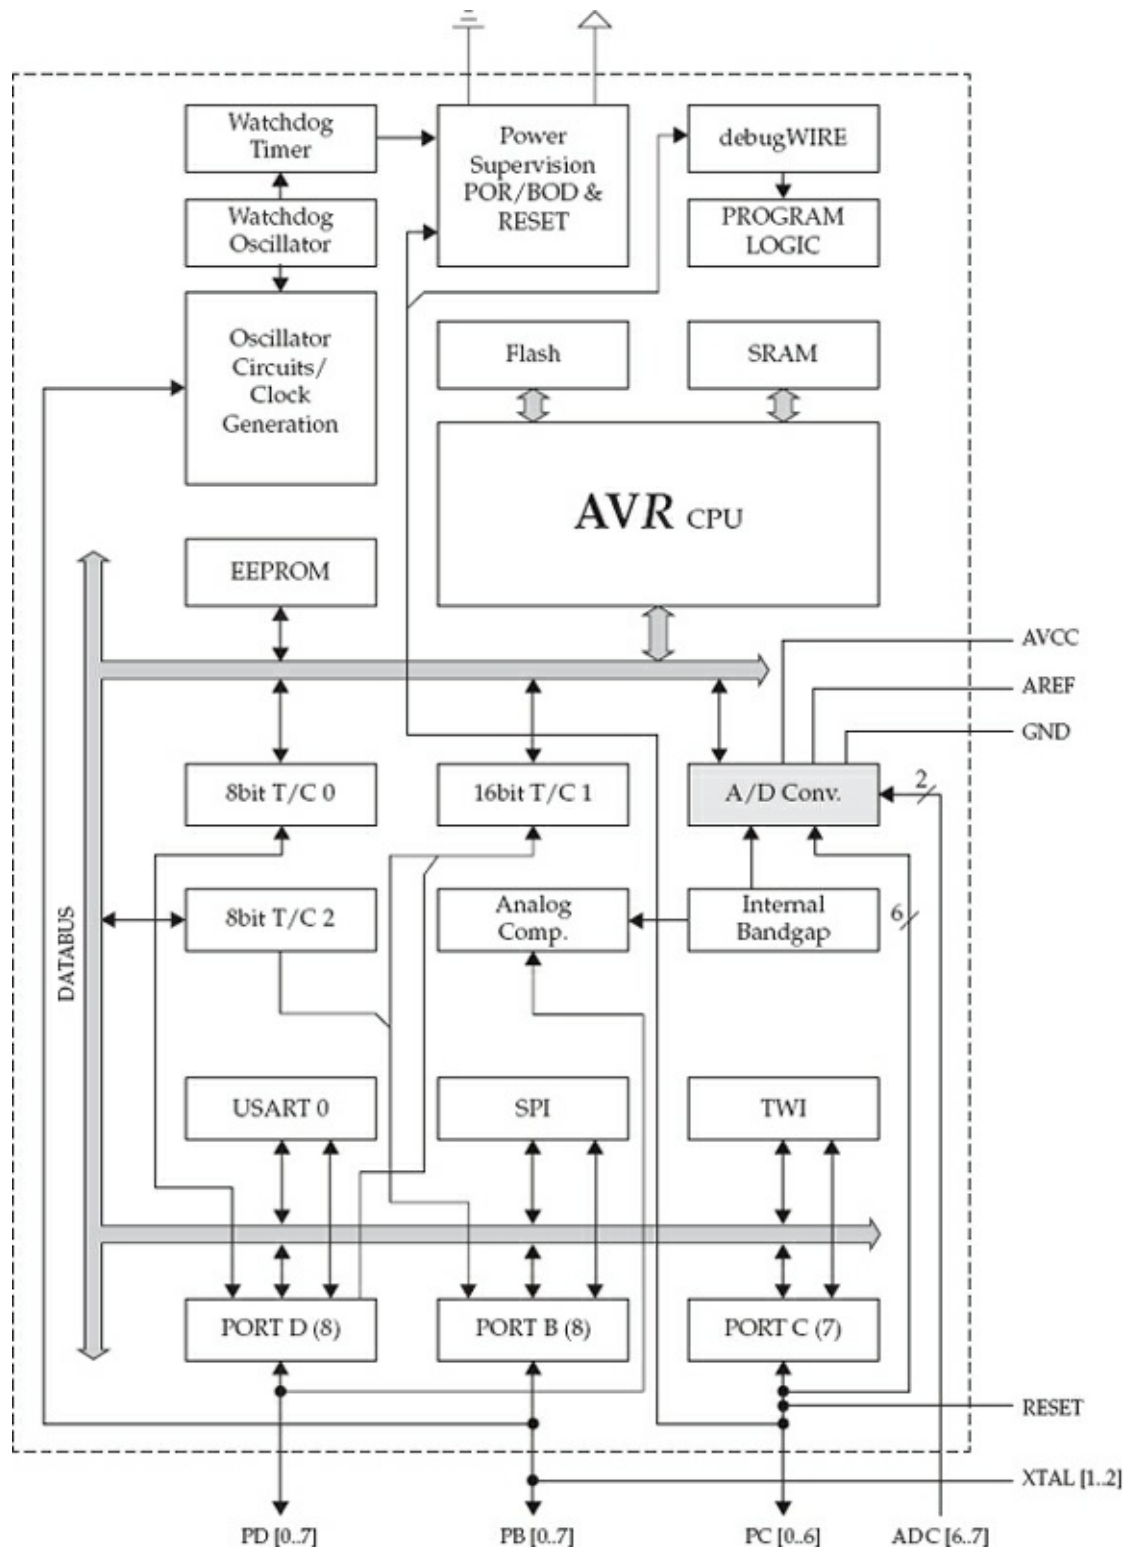 Watchdog
Timer
Power
Supervision
POR/BOD &
RESET
debugWIRE
Watchdog
Oscillator
PROGRAM
LOGIC
Oscillator
Circuits/
Clock
Generation
Flash
SRAM
AVR CPU
EEPROM
AVCC
AREF
GND
8bit T/C 0
16bit T/C 1
A/D Conv.
2
DATABUS
8bit T/C 2
Analog
Comp.
Internal
Bandgap
6
USART 0
SPI
TWI
PORT D (8)
PORT B (8)
PORT C (7)
RESET
XTAL [1..2]
PD [0..7]
PB [0..7]
PC [0..6]
ADC [6..7]